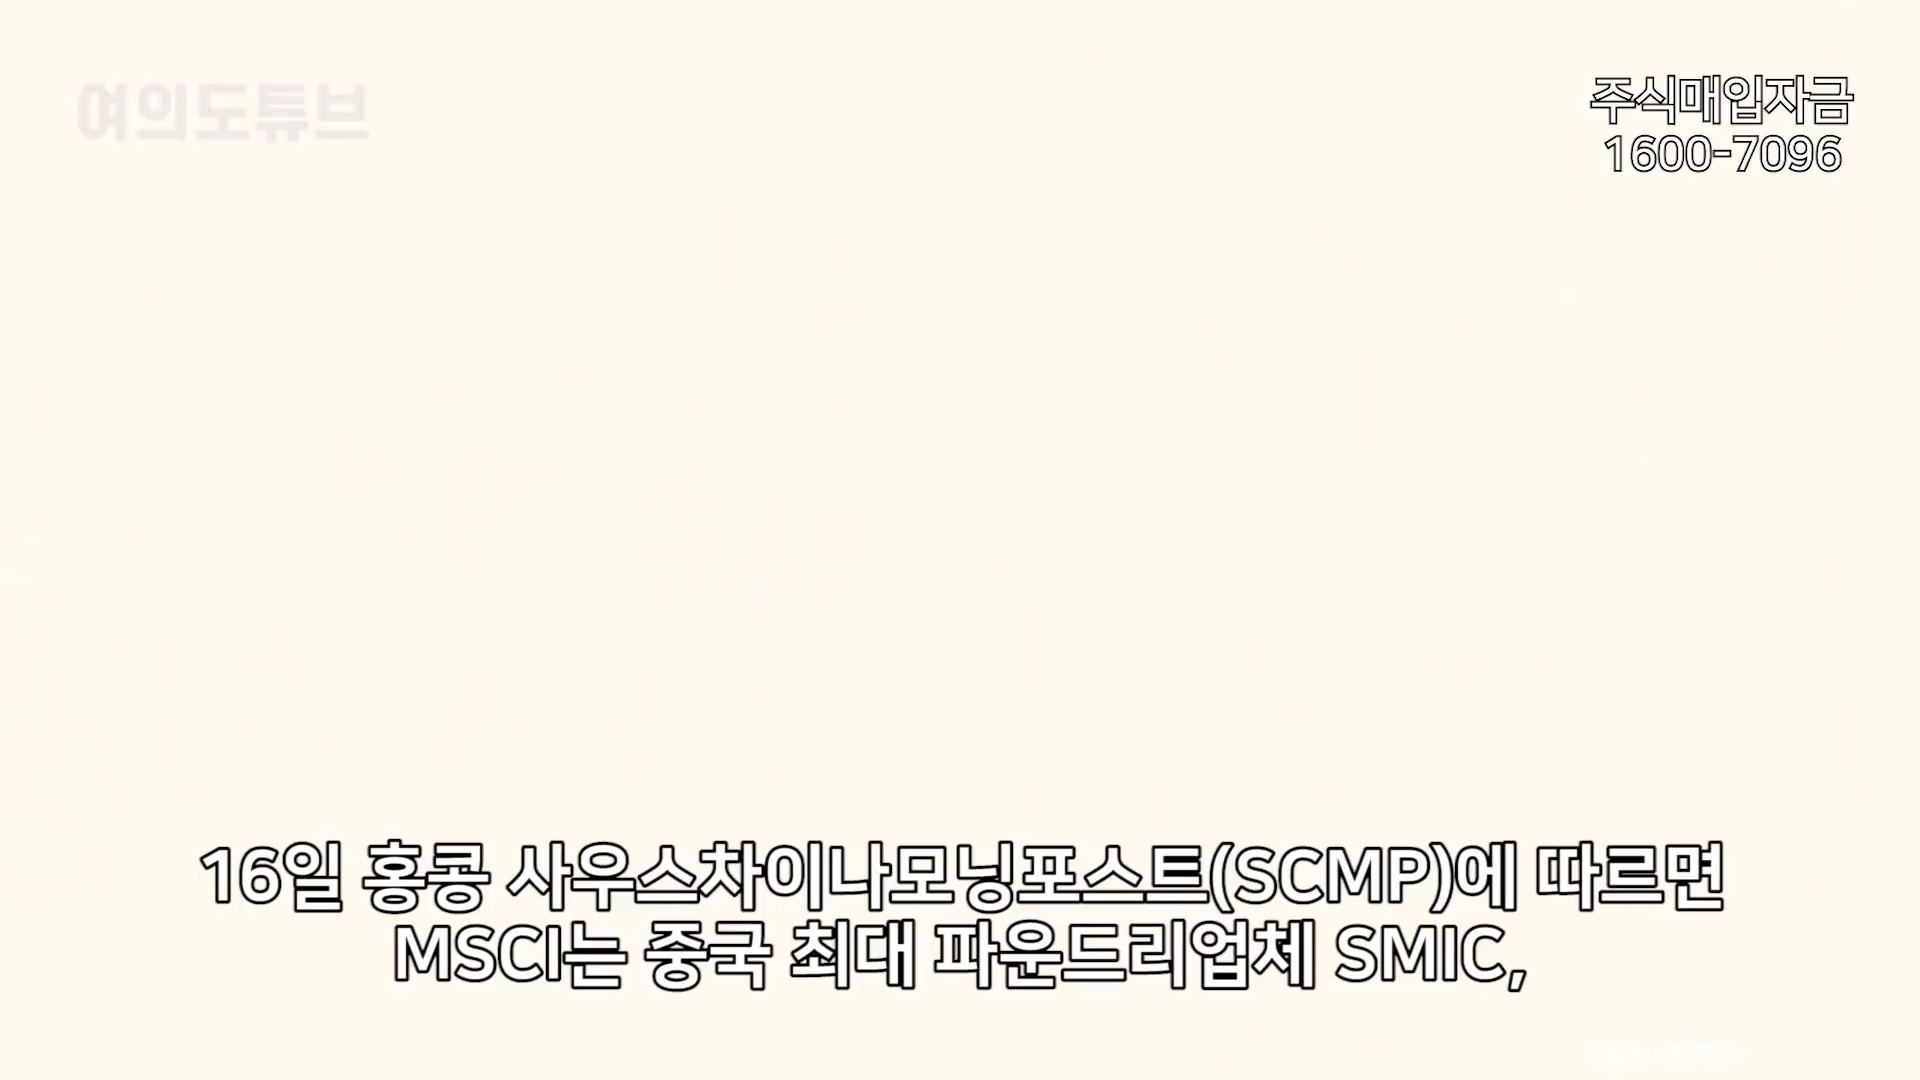 여의도튜브
주식매입자금
1600-7096
16일 홍콩 사우스차이나모닝포스트(SCMP)에 따르면
MSCI는 중국 최대 파운드리업체 SMIC,